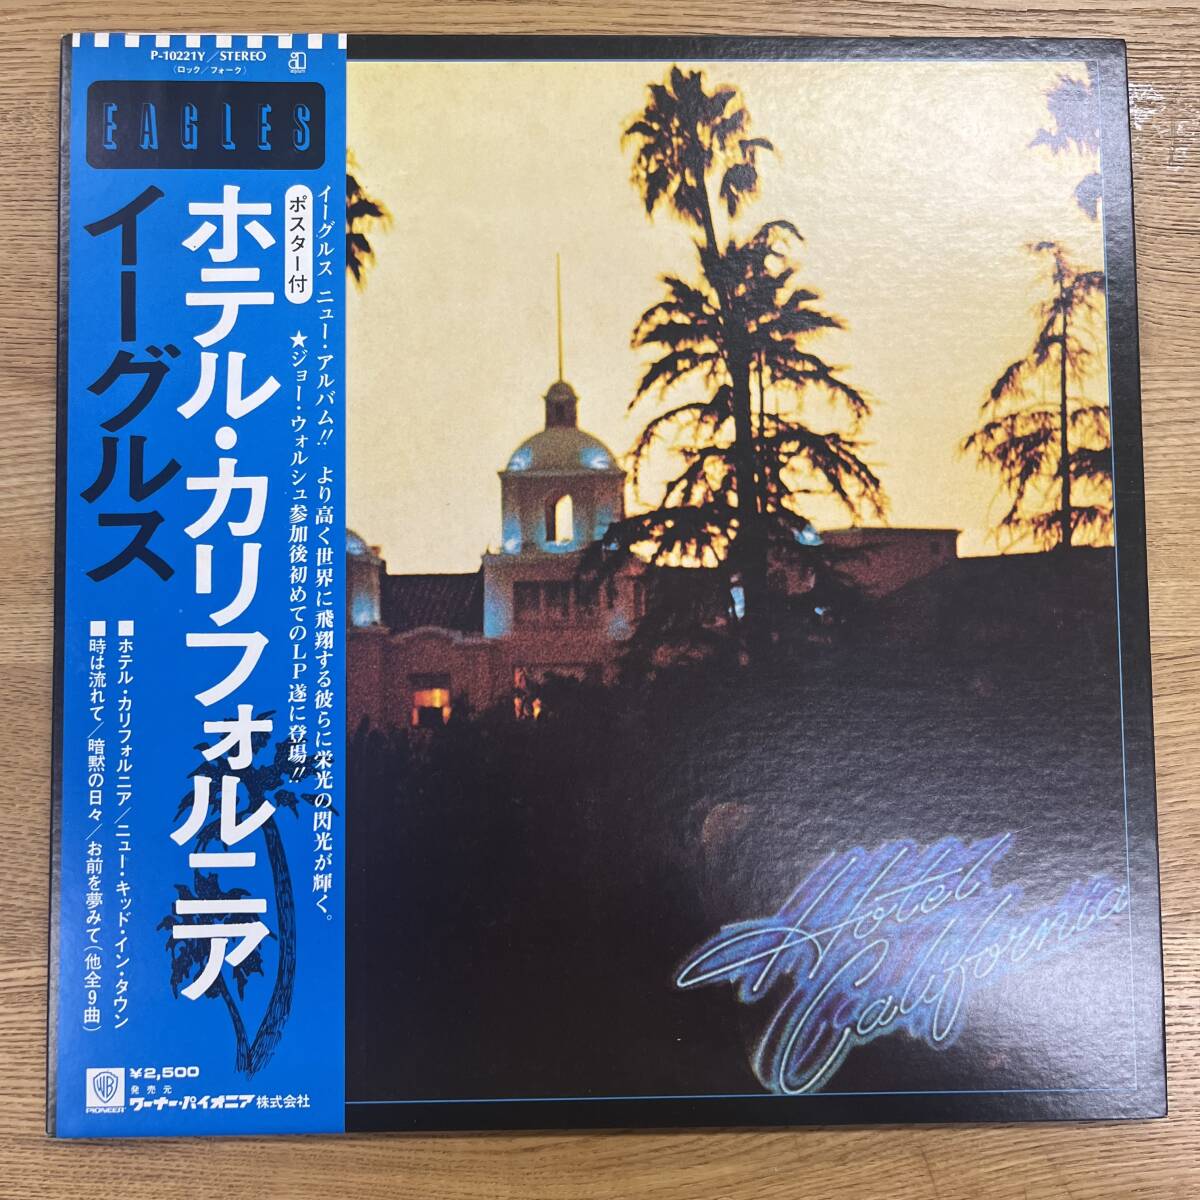 P-10221Y/STEREO
(ロック/フォーク)
asylum
EAGLES
イーグルス ニュー・アルバム!! より高く世界に飛翔する彼らに栄光の閃光が輝く。
ポスター付
★ジョー・ウォルシュ参加後初めてのLP遂に登場!!
ホテル・カリフォルニア
イーグルス
■ホテル・カリフォルニア/ニュー・キッド・イン・タウン
■時は流れて/暗黙の日々/お前を夢みて(他全9曲)
WB
PIONEER
¥2,500
発売元
ワーナー・パイオニア株式会社
Hotel
California